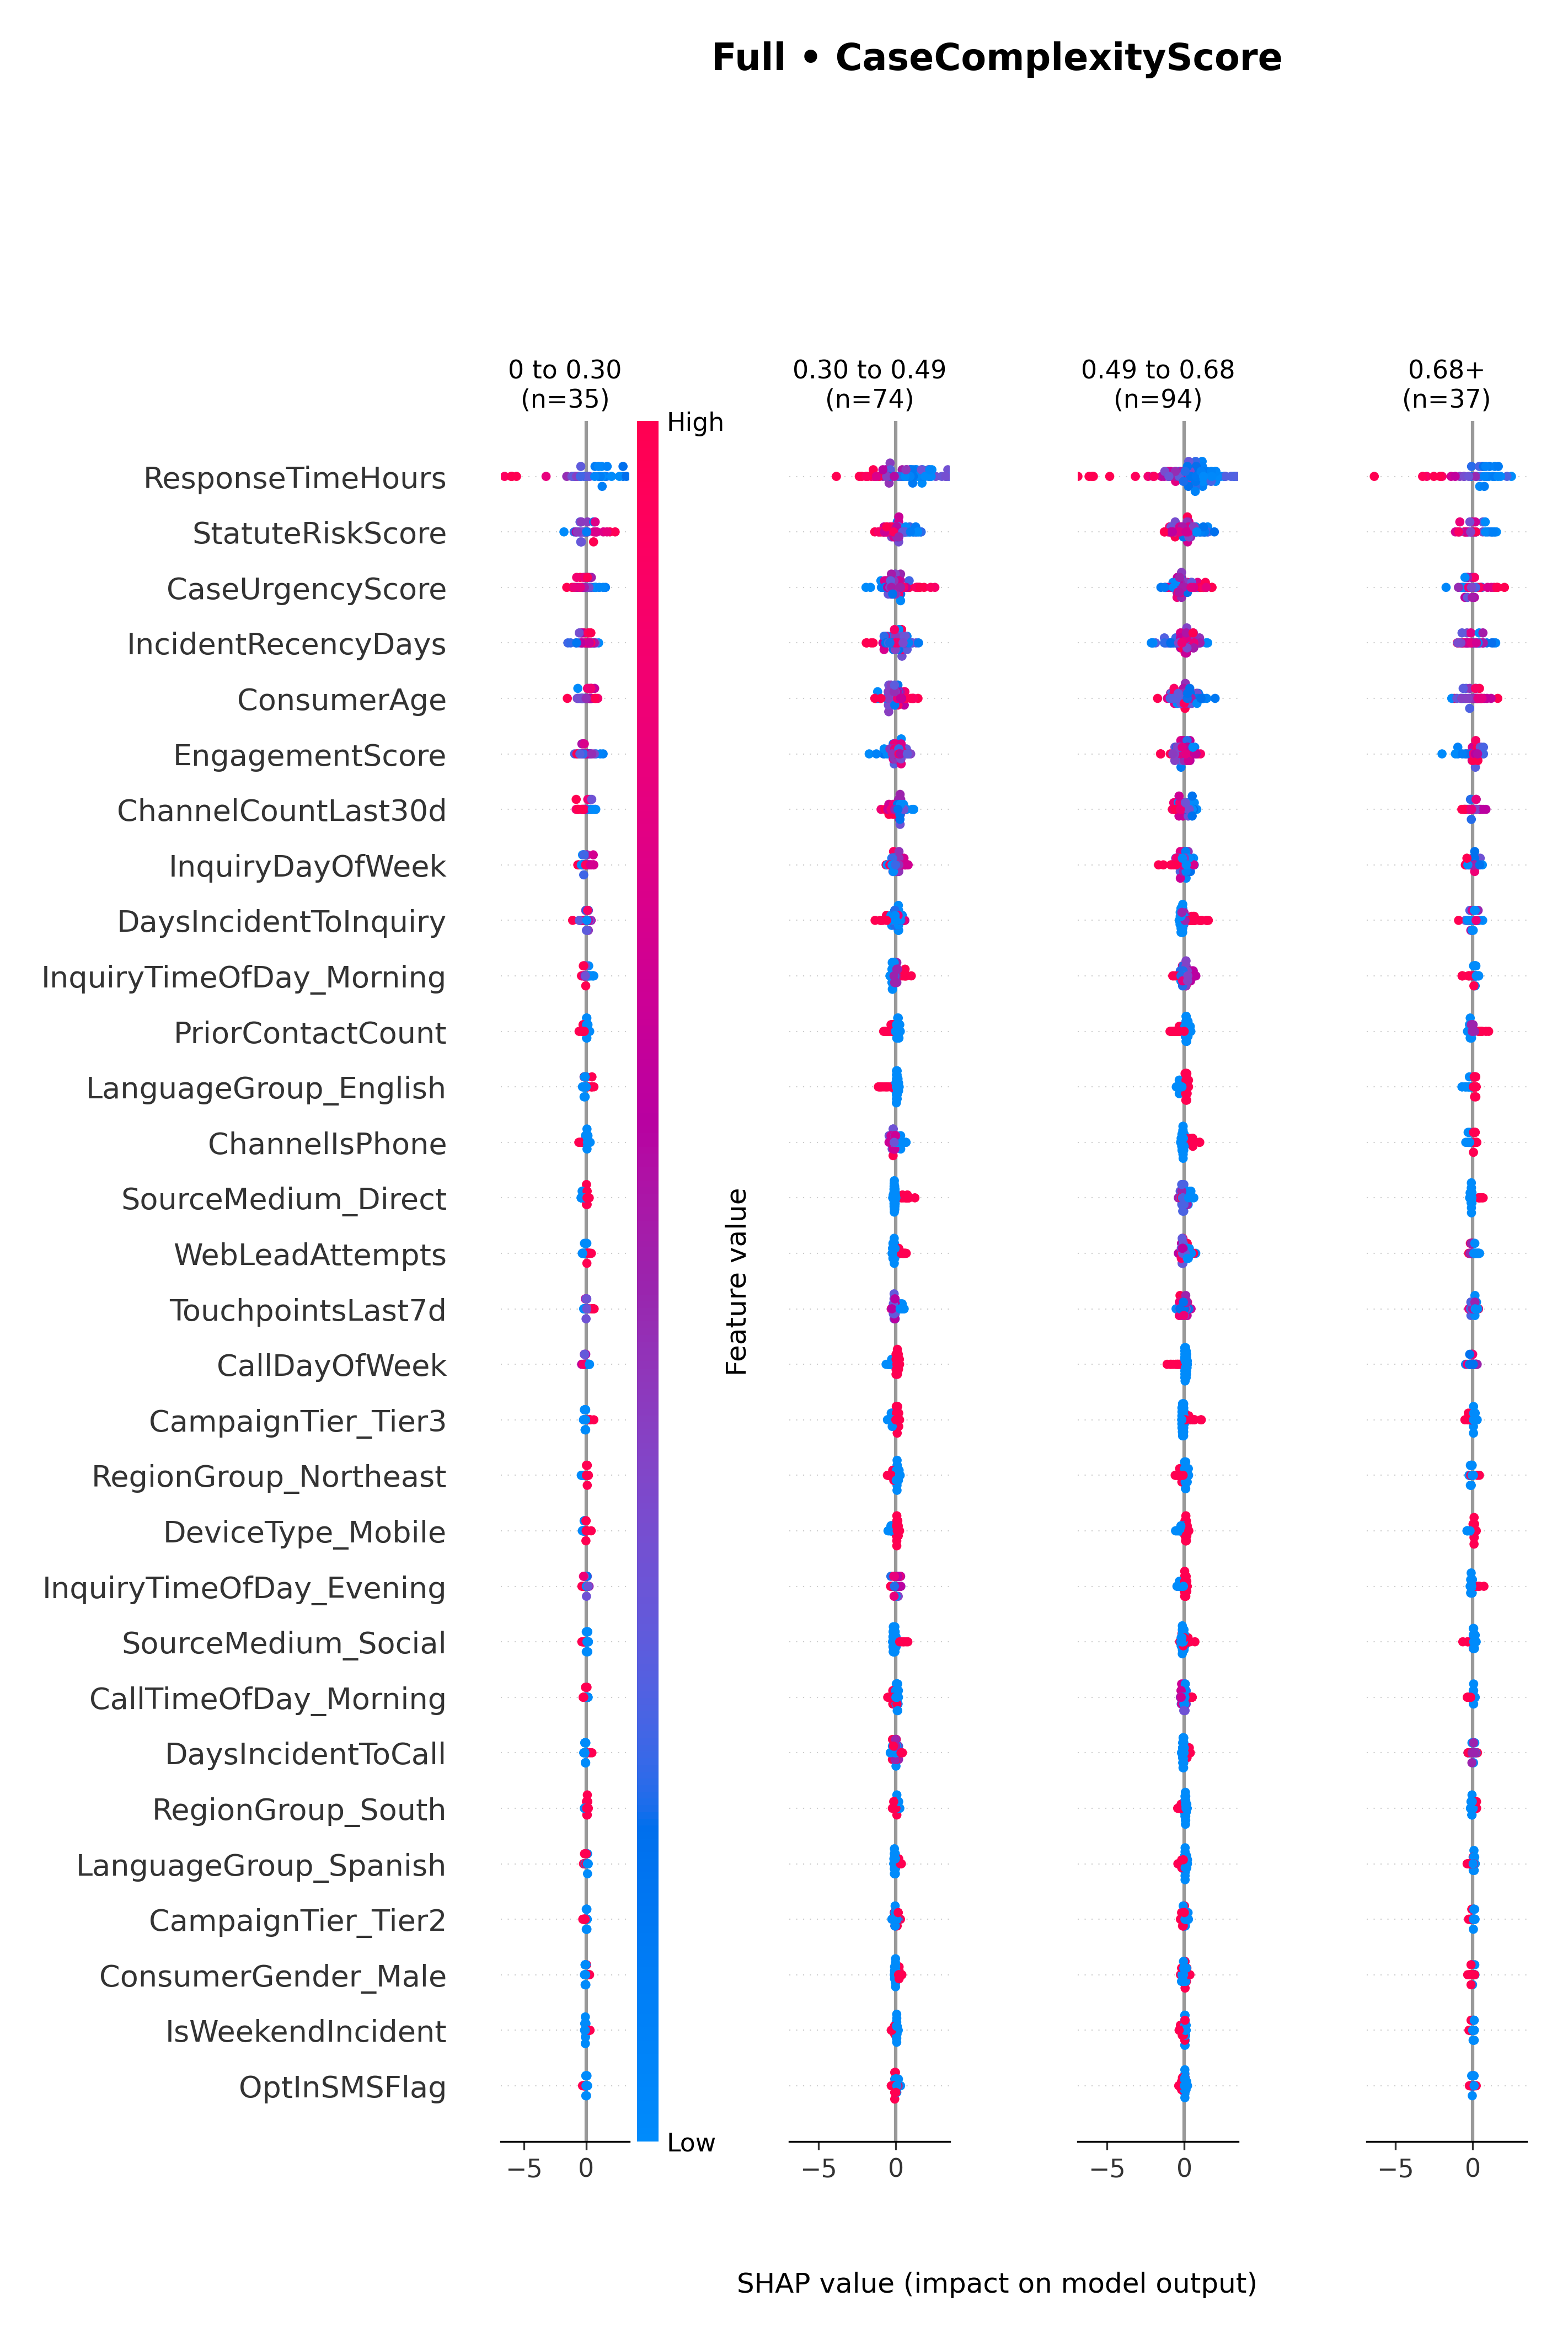 Full • CaseComplexityScore
0 to 0.30
(n=35)
0.30 to 0.49
(n=74)
0.49 to 0.68
(n=94)
0.68+
(n=37)
High
ResponseTimeHours
StatuteRiskScore
CaseUrgencyScore
IncidentRecencyDays
ConsumerAge
EngagementScore
ChannelCountLast30d
InquiryDayOfWeek
DaysIncidentToInquiry
InquiryTimeOfDay_Morning
PriorContactCount
LanguageGroup_English
ChannelIsPhone
SourceMedium_Direct
WebLeadAttempts
TouchpointsLast7d
CallDayOfWeek
CampaignTier_Tier3
RegionGroup_Northeast
DeviceType_Mobile
InquiryTimeOfDay_Evening
SourceMedium_Social
CallTimeOfDay_Morning
DaysIncidentToCall
RegionGroup_South
LanguageGroup_Spanish
CampaignTier_Tier2
ConsumerGender_Male
IsWeekendIncident
OptInSMSFlag
Feature value
Low
−5 0
−5 0
−5 0
−5 0
SHAP value (impact on model output)